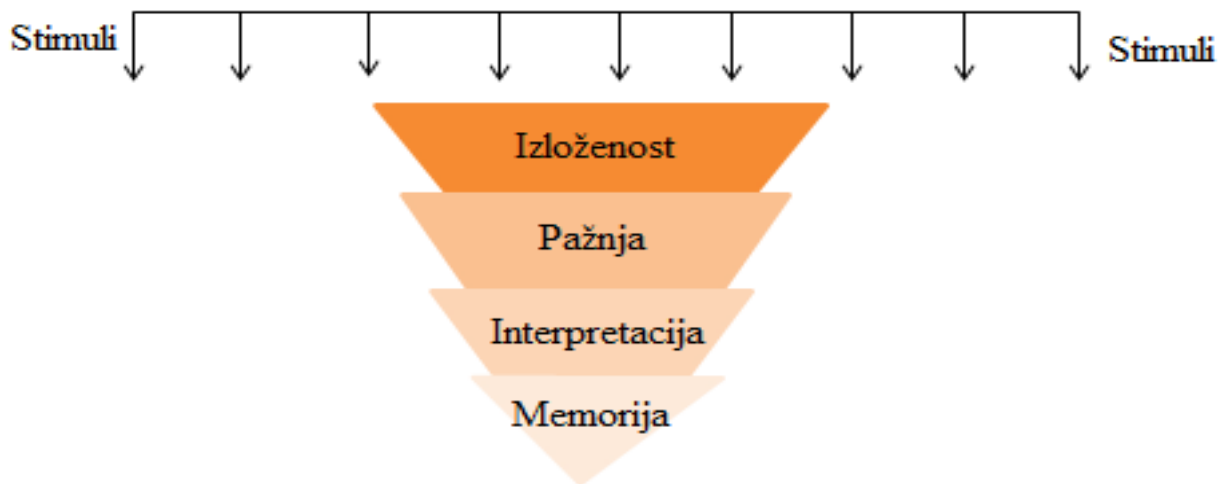 Stimuli
Stimuli
Izloženost
Pažnja
Interpretacija
Memorija